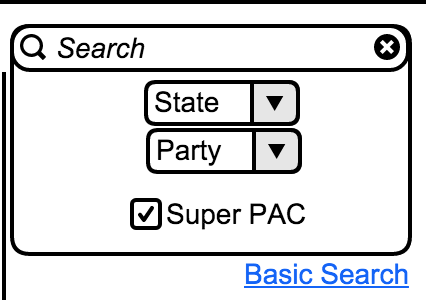 Search
State
Party
Super PAC
Basic Search